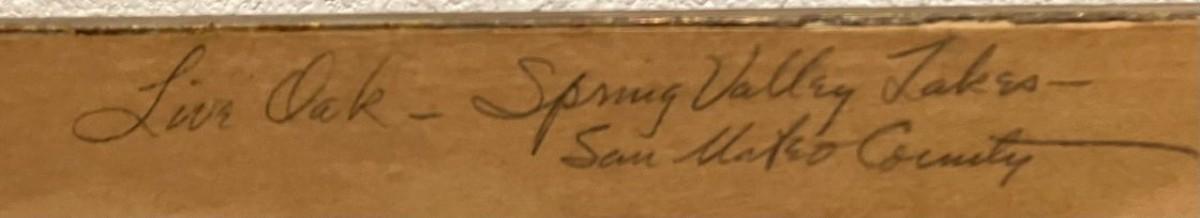 Live Oak - Spring Valley Lakes -
San Mateo County